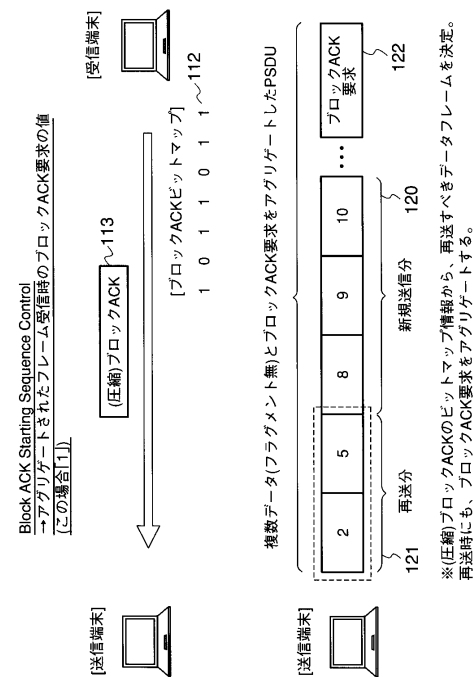 Block ACK Starting Sequence Control
→アグリゲートされたフレーム受信時のブロックACK要求の値
(この場合「1」)
[送信端末]
[受信端末]
(圧縮)ブロックACK
113
[ブロックACKビットマップ]
1 0 1 1 0 1 1 1
112
[送信端末]
複数データ(フラグメント無)とブロックACK要求をアグリゲートしたPSDU
2 5 8 9 10 … ブロックACK
要求
121
再送分
新規送信分
120
122
※(圧縮)ブロックACKのビットマップ情報から、再送すべきデータフレームを決定。
再送時にも、ブロックACK要求をアグリゲートする。